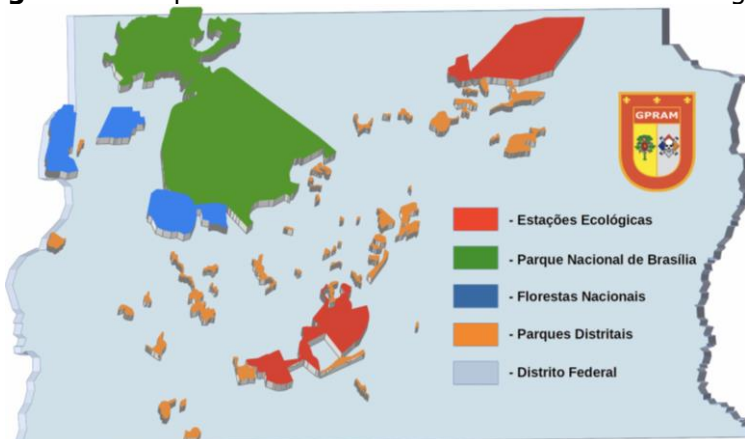 GPRAM
- Estações Ecológicas
- Parque Nacional de Brasília
- Florestas Nacionais
- Parques Distritais
- Distrito Federal